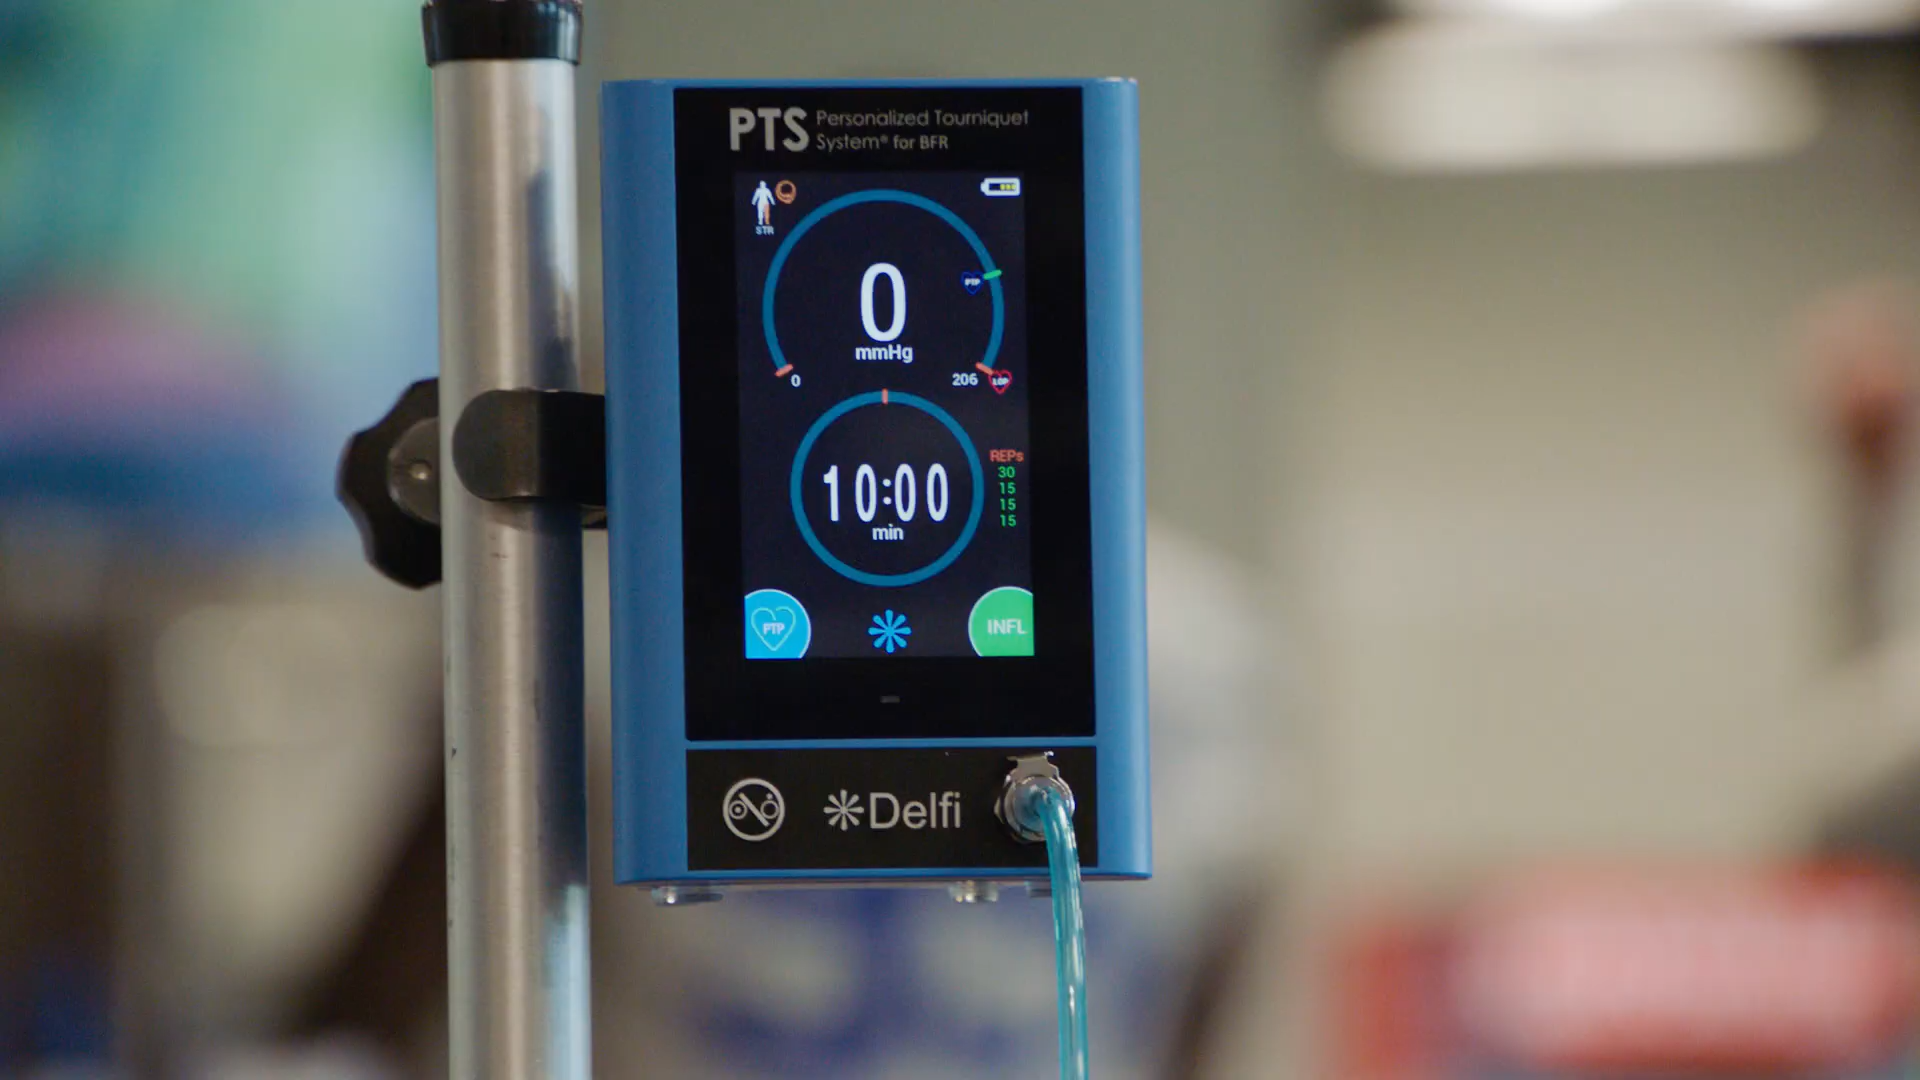 PTS Personalized Tourniquet
System® for BFR
STR
PTP
0
mmHg
0
206
LOP
REPs
30
15
15
15
10:00
min
PTP
INFL
Delfi